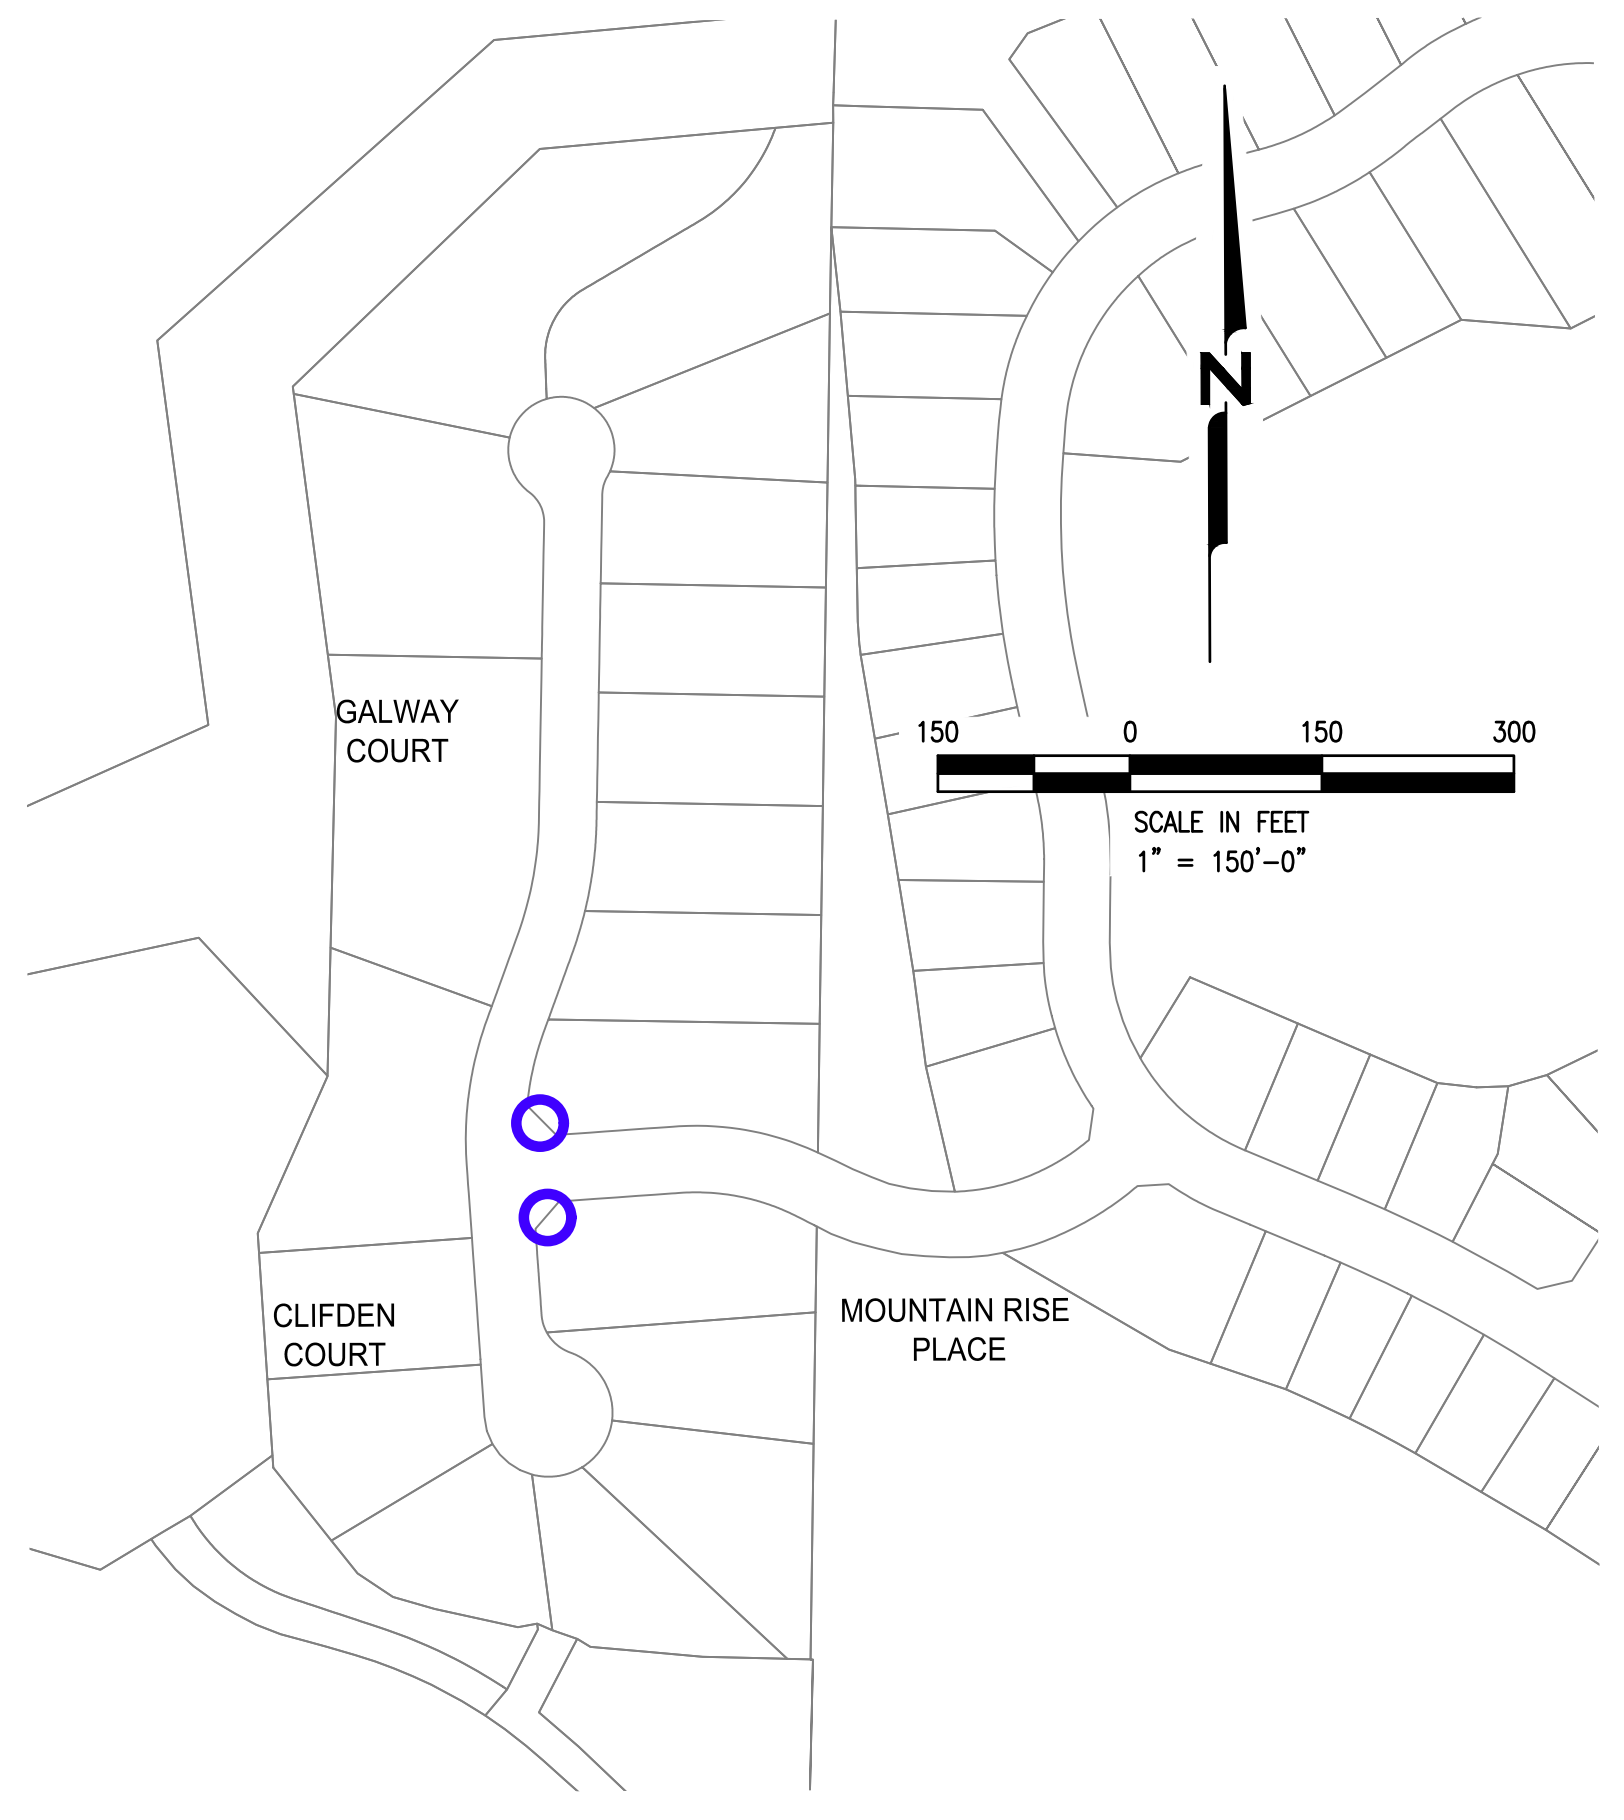 N
GALWAY
COURT
150 0 150 300
SCALE IN FEET
1" = 150'-0"
CLIFDEN
COURT
MOUNTAIN RISE
PLACE